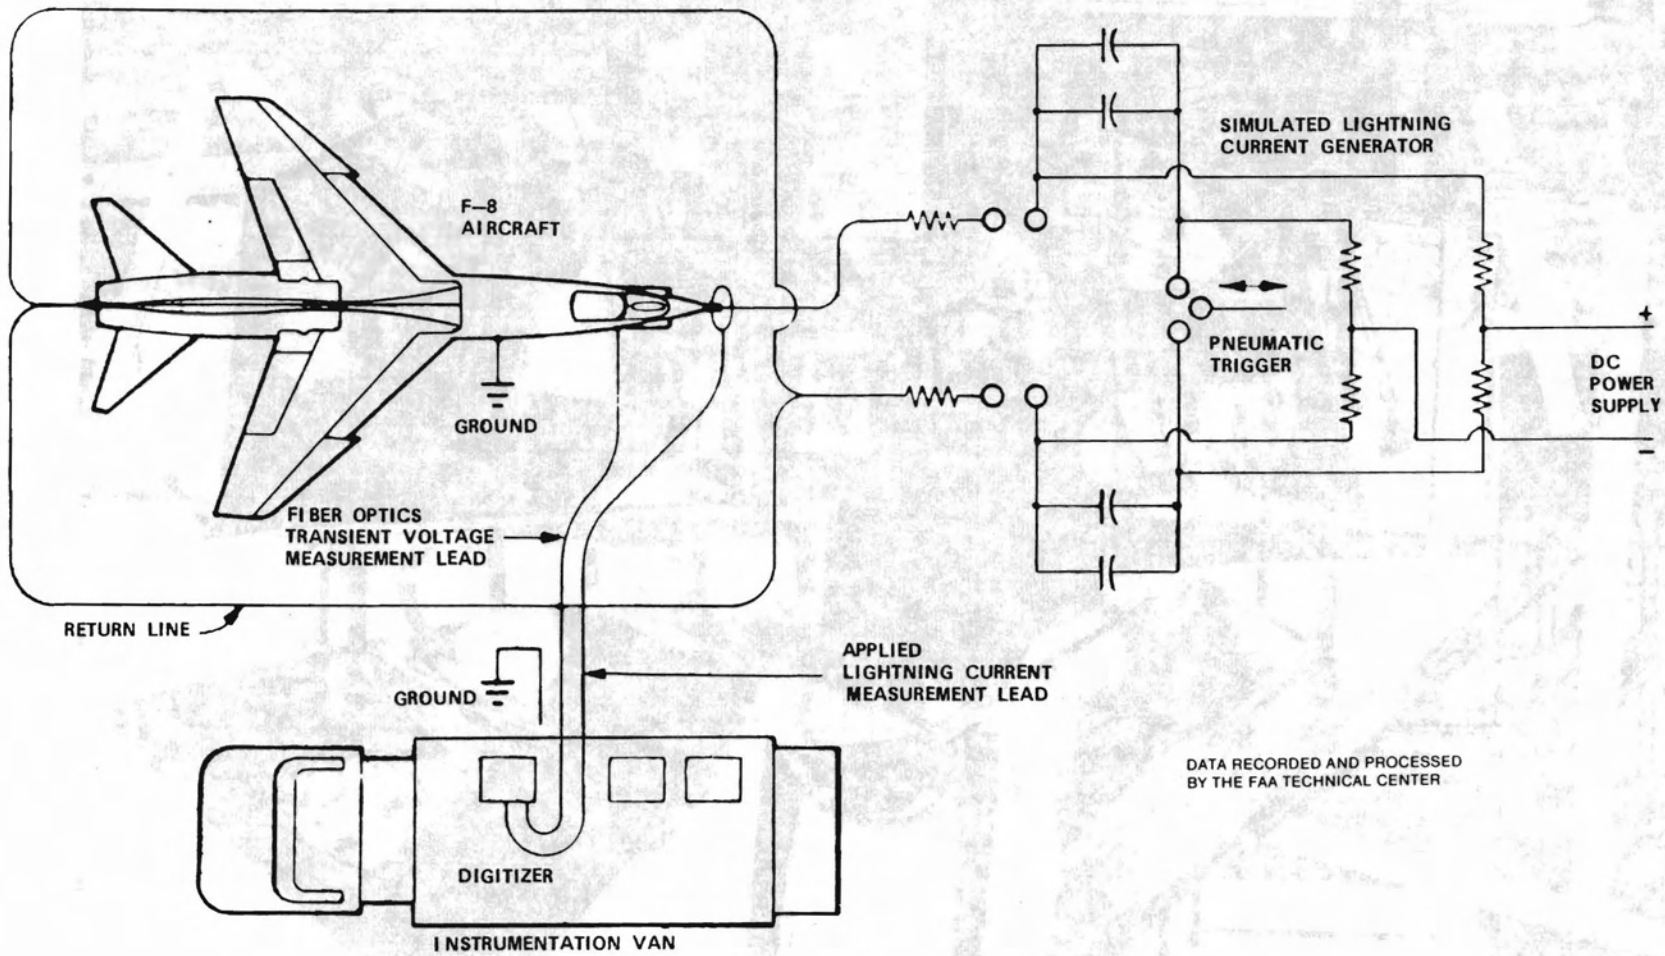 SIMULATED LIGHTNING
CURRENT GENERATOR
F-8
AIRCRAFT
+
PNEUMATIC
TRIGGER
DC
POWER
SUPPLY
-
GROUND
FIBER OPTICS
TRANSIENT VOLTAGE
MEASUREMENT LEAD
RETURN LINE
APPLIED
LIGHTNING CURRENT
MEASUREMENT LEAD
GROUND
DATA RECORDED AND PROCESSED
BY THE FAA TECHNICAL CENTER
DIGITIZER
INSTRUMENTATION VAN